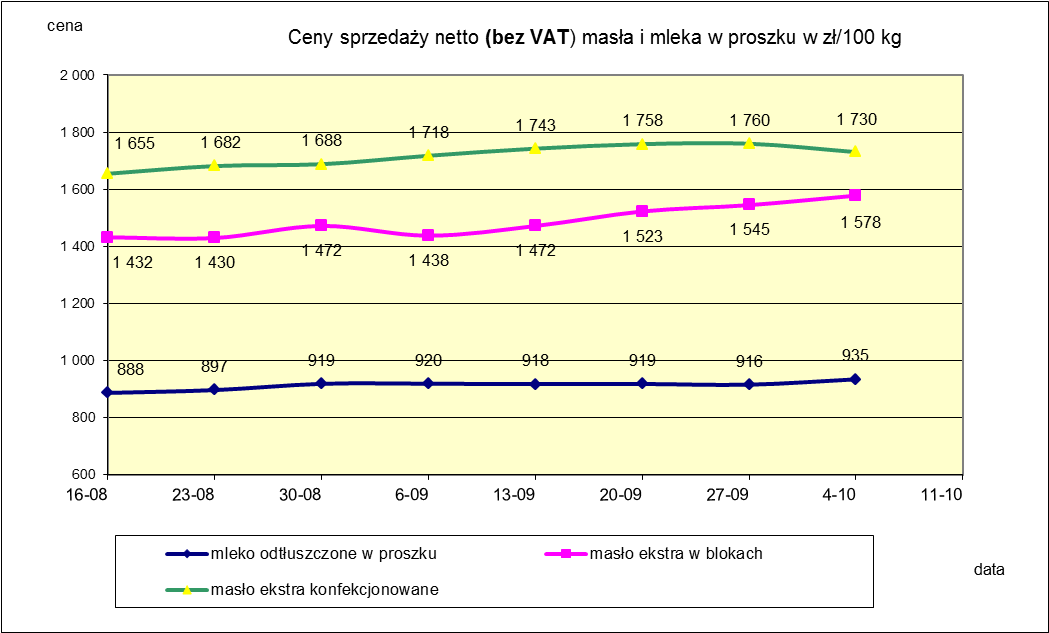 cena
Ceny sprzedaży netto (bez VAT) masła i mleka w proszku w zł/100 kg
2 000
1 800
1 600
1 400
1 200
1 000
800
600
1 655 1 682 1 688 1 718 1 743 1 758 1 760 1 730
1 432 1 430 1 472 1 438 1 472 1 523 1 545 1 578
888 897 919 920 918 919 916 935
16-08 23-08 30-08 6-09 13-09 20-09 27-09 4-10 11-10
mleko odtłuszczone w proszku masło ekstra w blokach
masło ekstra konfekcjonowane
data